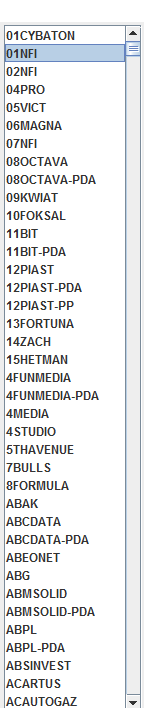 01CYBATON
01NFI
02NFI
04PRO
05VICT
06MAGNA
07NFI
08OCTAVA
08OCTAVA-PDA
09KWIAT
10FOKSAL
11BIT
11BIT-PDA
12PIAST
12PIAST-PDA
12PIAST-PP
13FORTUNA
14ZACH
15HETMAN
4FUNMEDIA
4FUNMEDIA-PDA
4MEDIA
4STUDIO
5THAVENUE
7BULLS
8FORMULA
ABAK
ABCDATA
ABCDATA-PDA
ABEONET
ABG
ABMSOLID
ABMSOLID-PDA
ABPL
ABPL-PDA
ABSINVEST
ACARTUS
ACAUTOGAZ